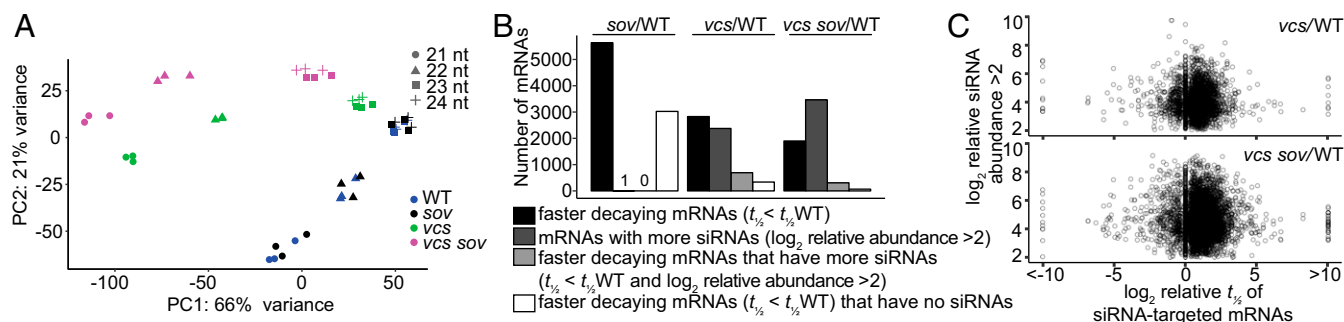 A
PC2: 21% variance
25
0
-25
-50
-100
-50
0
50
PC1: 66% variance
21 nt
22 nt
23 nt
24 nt
WT
sov
vcs
vcs sov
B
sov/WT
vcs/WT
vcs sov/WT
Number of mRNAs
5000
4000
3000
2000
1000
0
1 0
faster decaying mRNAs (t½ < t½WT)
mRNAs with more siRNAs (log2 relative abundance >2)
faster decaying mRNAs that have more siRNAs
(t½ < t½WT and log2 relative abundance >2)
faster decaying mRNAs (t½ < t½WT) that have no siRNAs
C
vcs/WT
log2 relative siRNA
abundance >2
10
8
6
4
2
vcs sov/WT
10
8
6
4
2
<-10
-5
0
5
>10
log2 relative t½ of
siRNA-targeted mRNAs